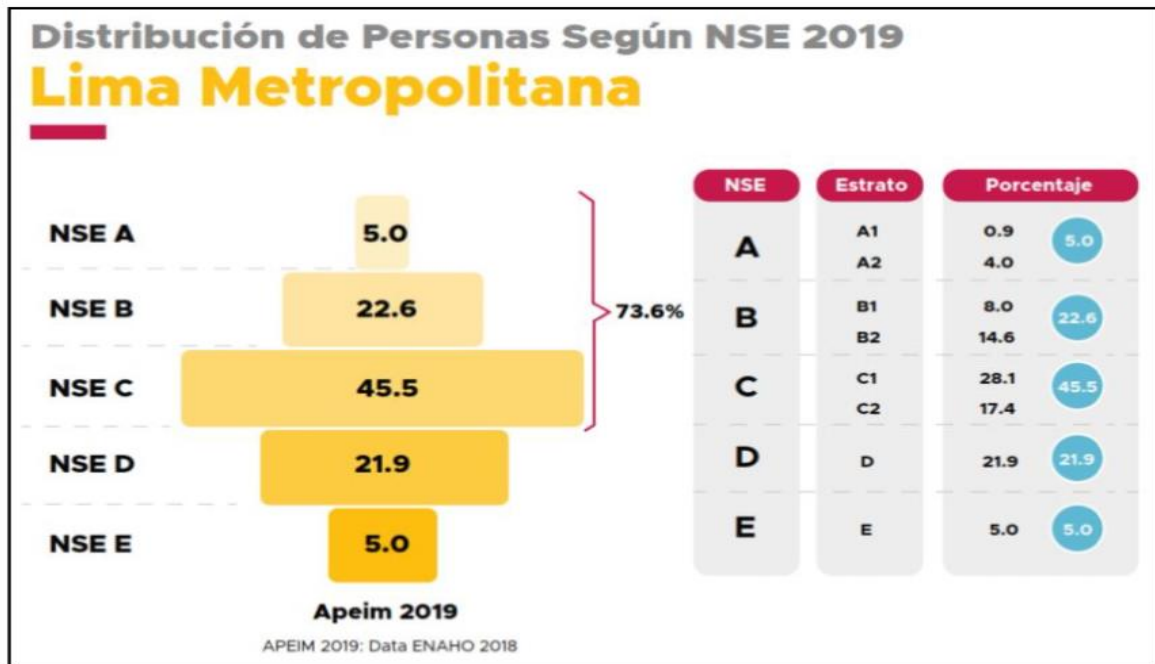 Distribución de Personas Según NSE 2019
Lima Metropolitana
NSE A
5.0
NSE B
22.6
73.6%
NSE C
45.5
NSE D
21.9
NSE E
5.0
Apeim 2019
APEIM 2019: Data ENAHO 2018
NSE Estrato Porcentaje
A
A1 0.9
A2 4.0
5.0
B
B1 8.0
B2 14.6
22.6
C
C1 28.1
C2 17.4
45.5
D D 21.9 21.9
E E 5.0 5.0